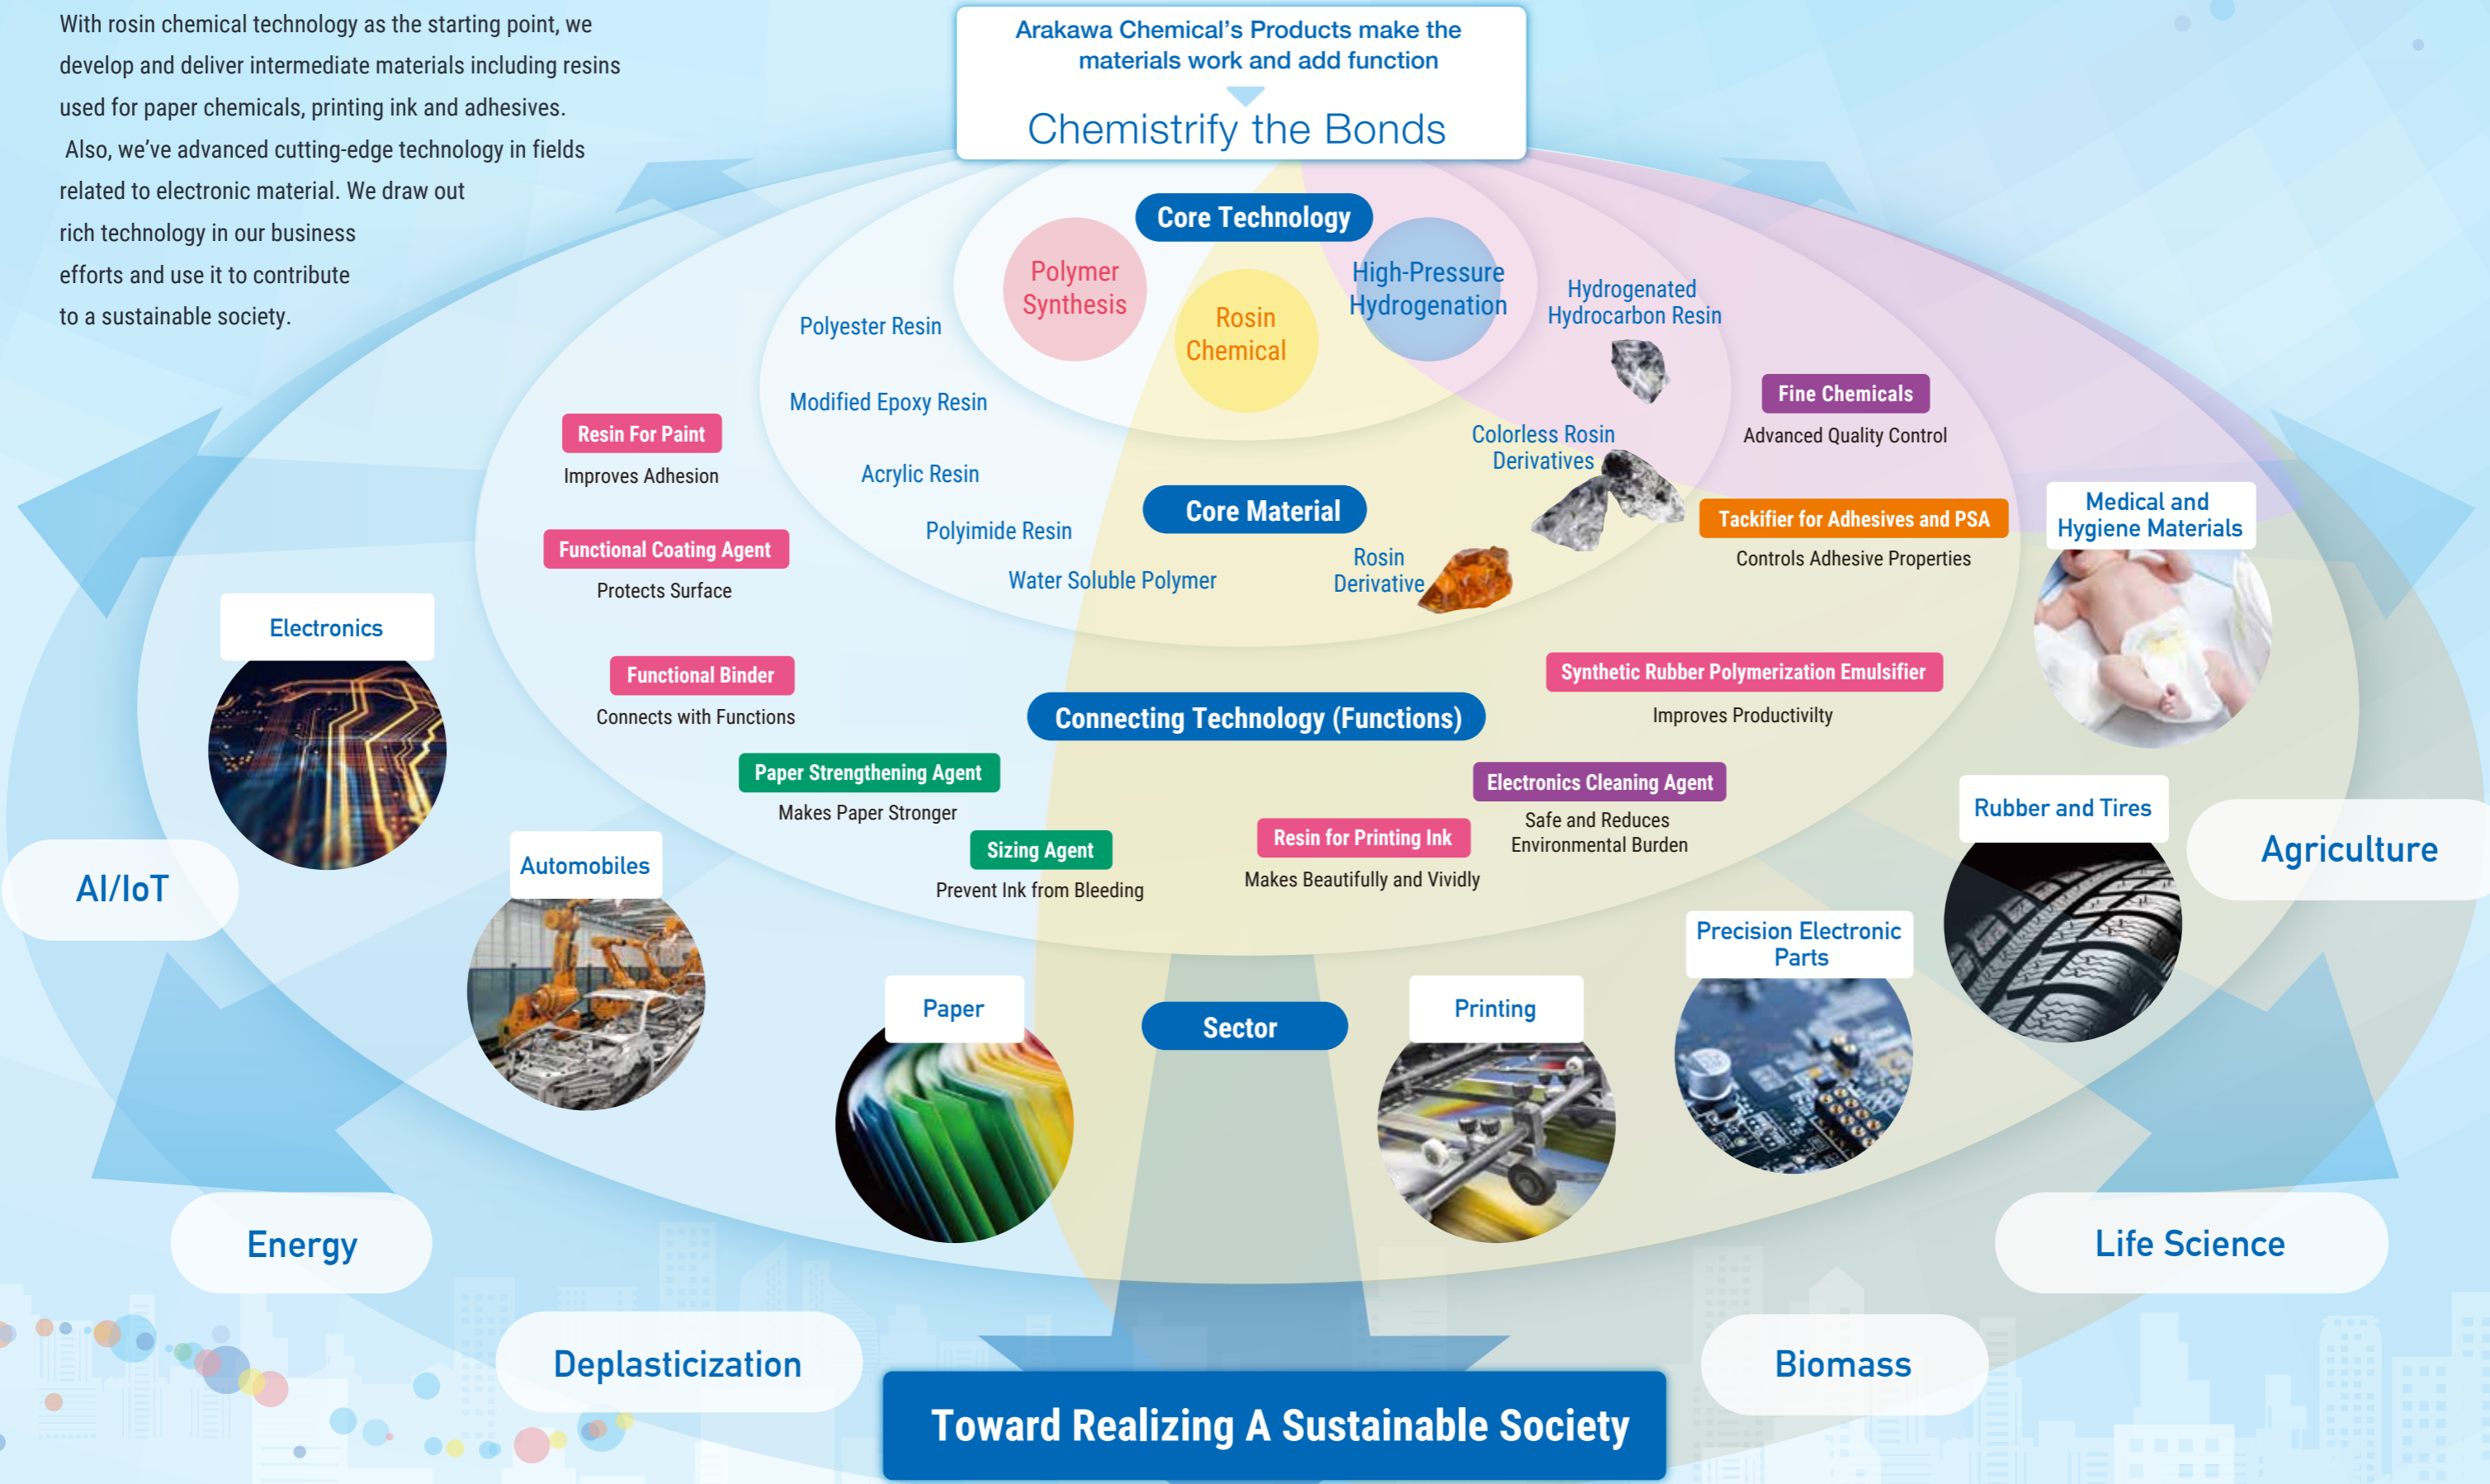 With rosin chemical technology as the starting point, we
develop and deliver intermediate materials including resins
used for paper chemicals, printing ink and adhesives.
Also, we've advanced cutting-edge technology in fields
related to electronic material. We draw out
rich technology in our business
efforts and use it to contribute
to a sustainable society.
Arakawa Chemical's Products make the
materials work and add function
Chemistrify the Bonds
Core Technology
Polymer
Synthesis
Rosin
Chemical
High-Pressure
Hydrogenation
Polyester Resin
Modified Epoxy Resin
Acrylic Resin
Polyimide Resin
Water Soluble Polymer
Core Material
Hydrogenated
Hydrocarbon Resin
Colorless Rosin
Derivatives
Rosin
Derivative
Resin For Paint
Improves Adhesion
Functional Coating Agent
Protects Surface
Functional Binder
Connects with Functions
Paper Strengthening Agent
Makes Paper Stronger
Sizing Agent
Prevent Ink from Bleeding
Connecting Technology (Functions)
Fine Chemicals
Advanced Quality Control
Tackifier for Adhesives and PSA
Controls Adhesive Properties
Synthetic Rubber Polymerization Emulsifier
Improves Productivilty
Electronics Cleaning Agent
Safe and Reduces
Environmental Burden
Resin for Printing Ink
Makes Beautifully and Vividly
Electronics
Automobiles
Paper
Sector
Printing
Precision Electronic
Parts
Rubber and Tires
Medical and
Hygiene Materials
AI/IoT
Energy
Deplasticization
Agriculture
Life Science
Biomass
Toward Realizing A Sustainable Society